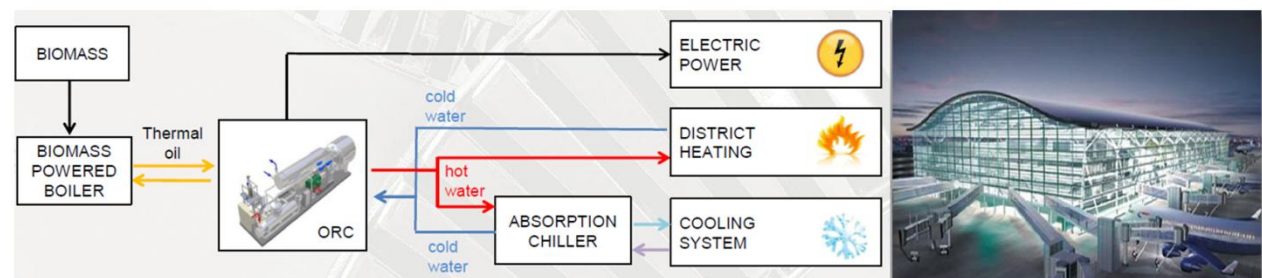 BIOMASS
BIOMASS
POWERED
BOILER
Thermal
oil
ORC
ELECTRIC
POWER
cold
water
DISTRICT
HEATING
hot
water
ABSORPTION
CHILLER
cold
water
COOLING
SYSTEM